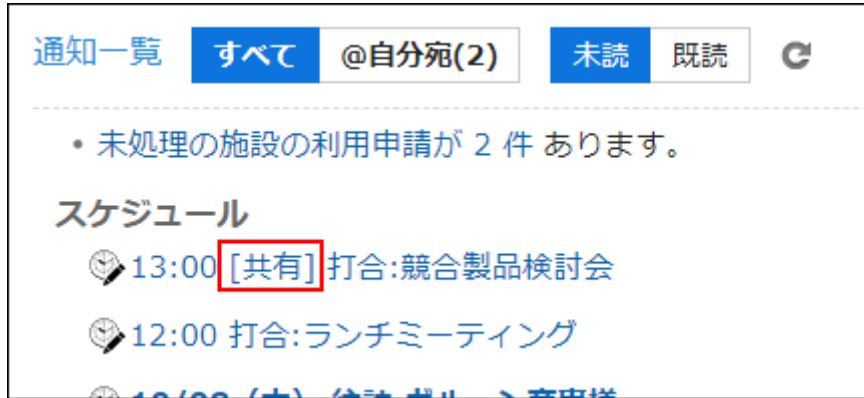 通知一覧 すべて @自分宛(2) 未読 既読
• 未処理の施設の利用申請が 2 件 あります。
スケジュール
13:00 [共有] 打合:競合製品検討会
12:00 打合:ランチミーティング